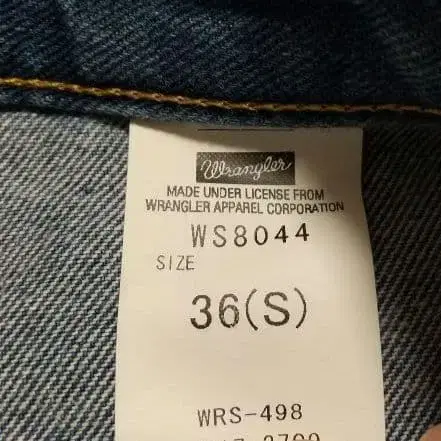 Wrangler
MADE UNDER LICENSE FROM
WRANGLER APPAREL CORPORATION
WS8044
SIZE
36(S)
WRS-498